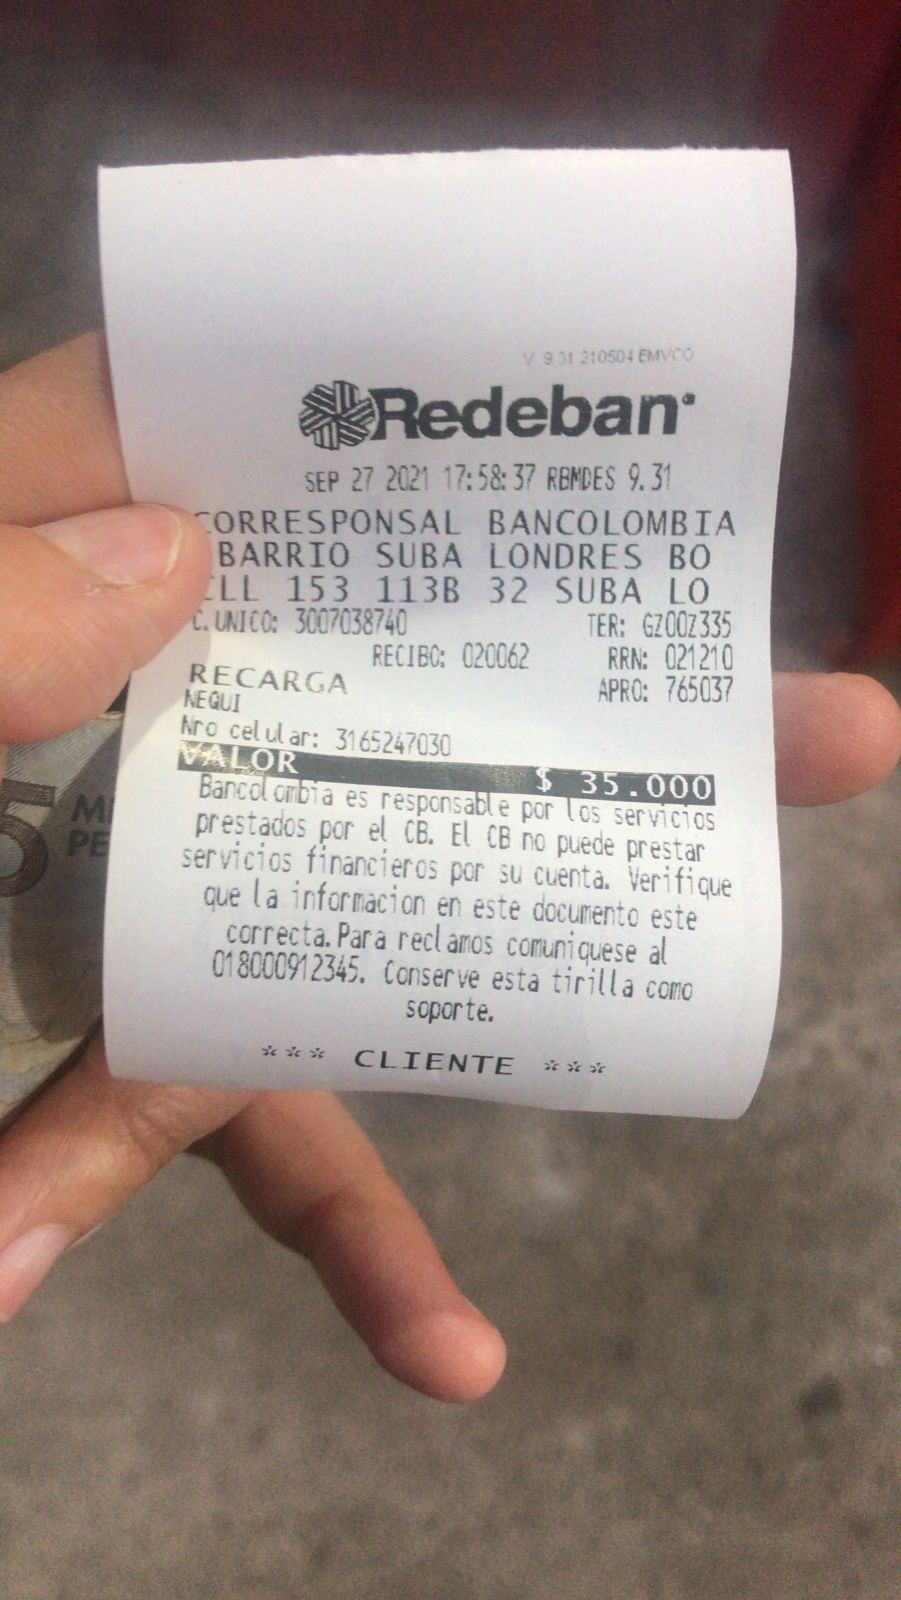 V 9.31 210504 EMVCO
Redeban
SEP 27 2021 17:58:37 RBMDES 9.31
CORRESPONSAL BANCOLOMBIA
BARRIO SUBA LONDRES BO
CLL 153 113B 32 SUBA LO
C. UNICO: 3007038740 TER: GZ00Z335
RECIBO: 020062 RRN: 021210
RECARGA APRO: 765037
NEQUI
Nro celular: 3165247030
VALOR $ 35.000
Bancolombia es responsable por los servicios
prestados por el CB. El CB no puede prestar
servicios financieros por su cuenta. Verifique
que la informacion en este documento este
correcta.Para reclamos comuniquese al
018000912345. Conserve esta tirilla como
soporte.
*** CLIENTE ***
5 MI
PE